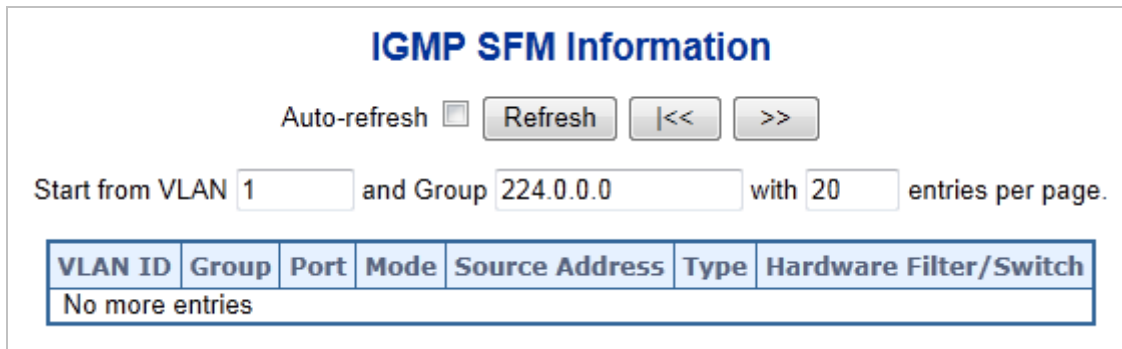 IGMP SFM Information
Auto-refresh Refresh |<< >>
Start from VLAN 1 and Group 224.0.0.0 with 20 entries per page.
VLAN ID Group Port Mode Source Address Type Hardware Filter/Switch
No more entries